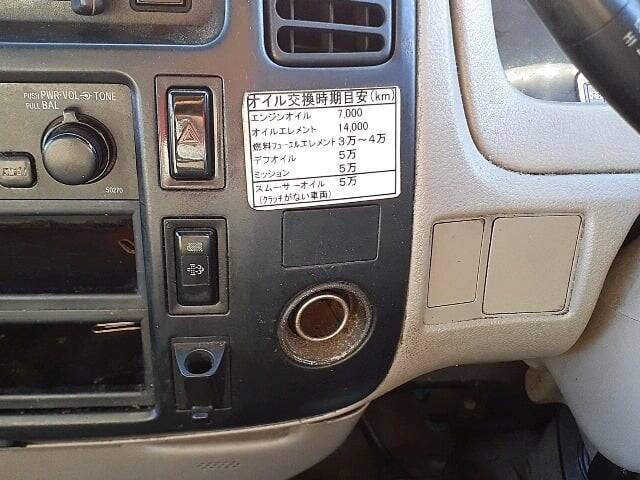 PUSH PWR-VOL TONE
PULL BAL
50270
オイル交換時期目安(km)
エンジンオイル 7,000
オイルエレメント 14,000
燃料フューエルエレメント 3万～4万
デフオイル 5万
ミッション 5万
スムーサーオイル 5万
(クラッチがない車両)
HI